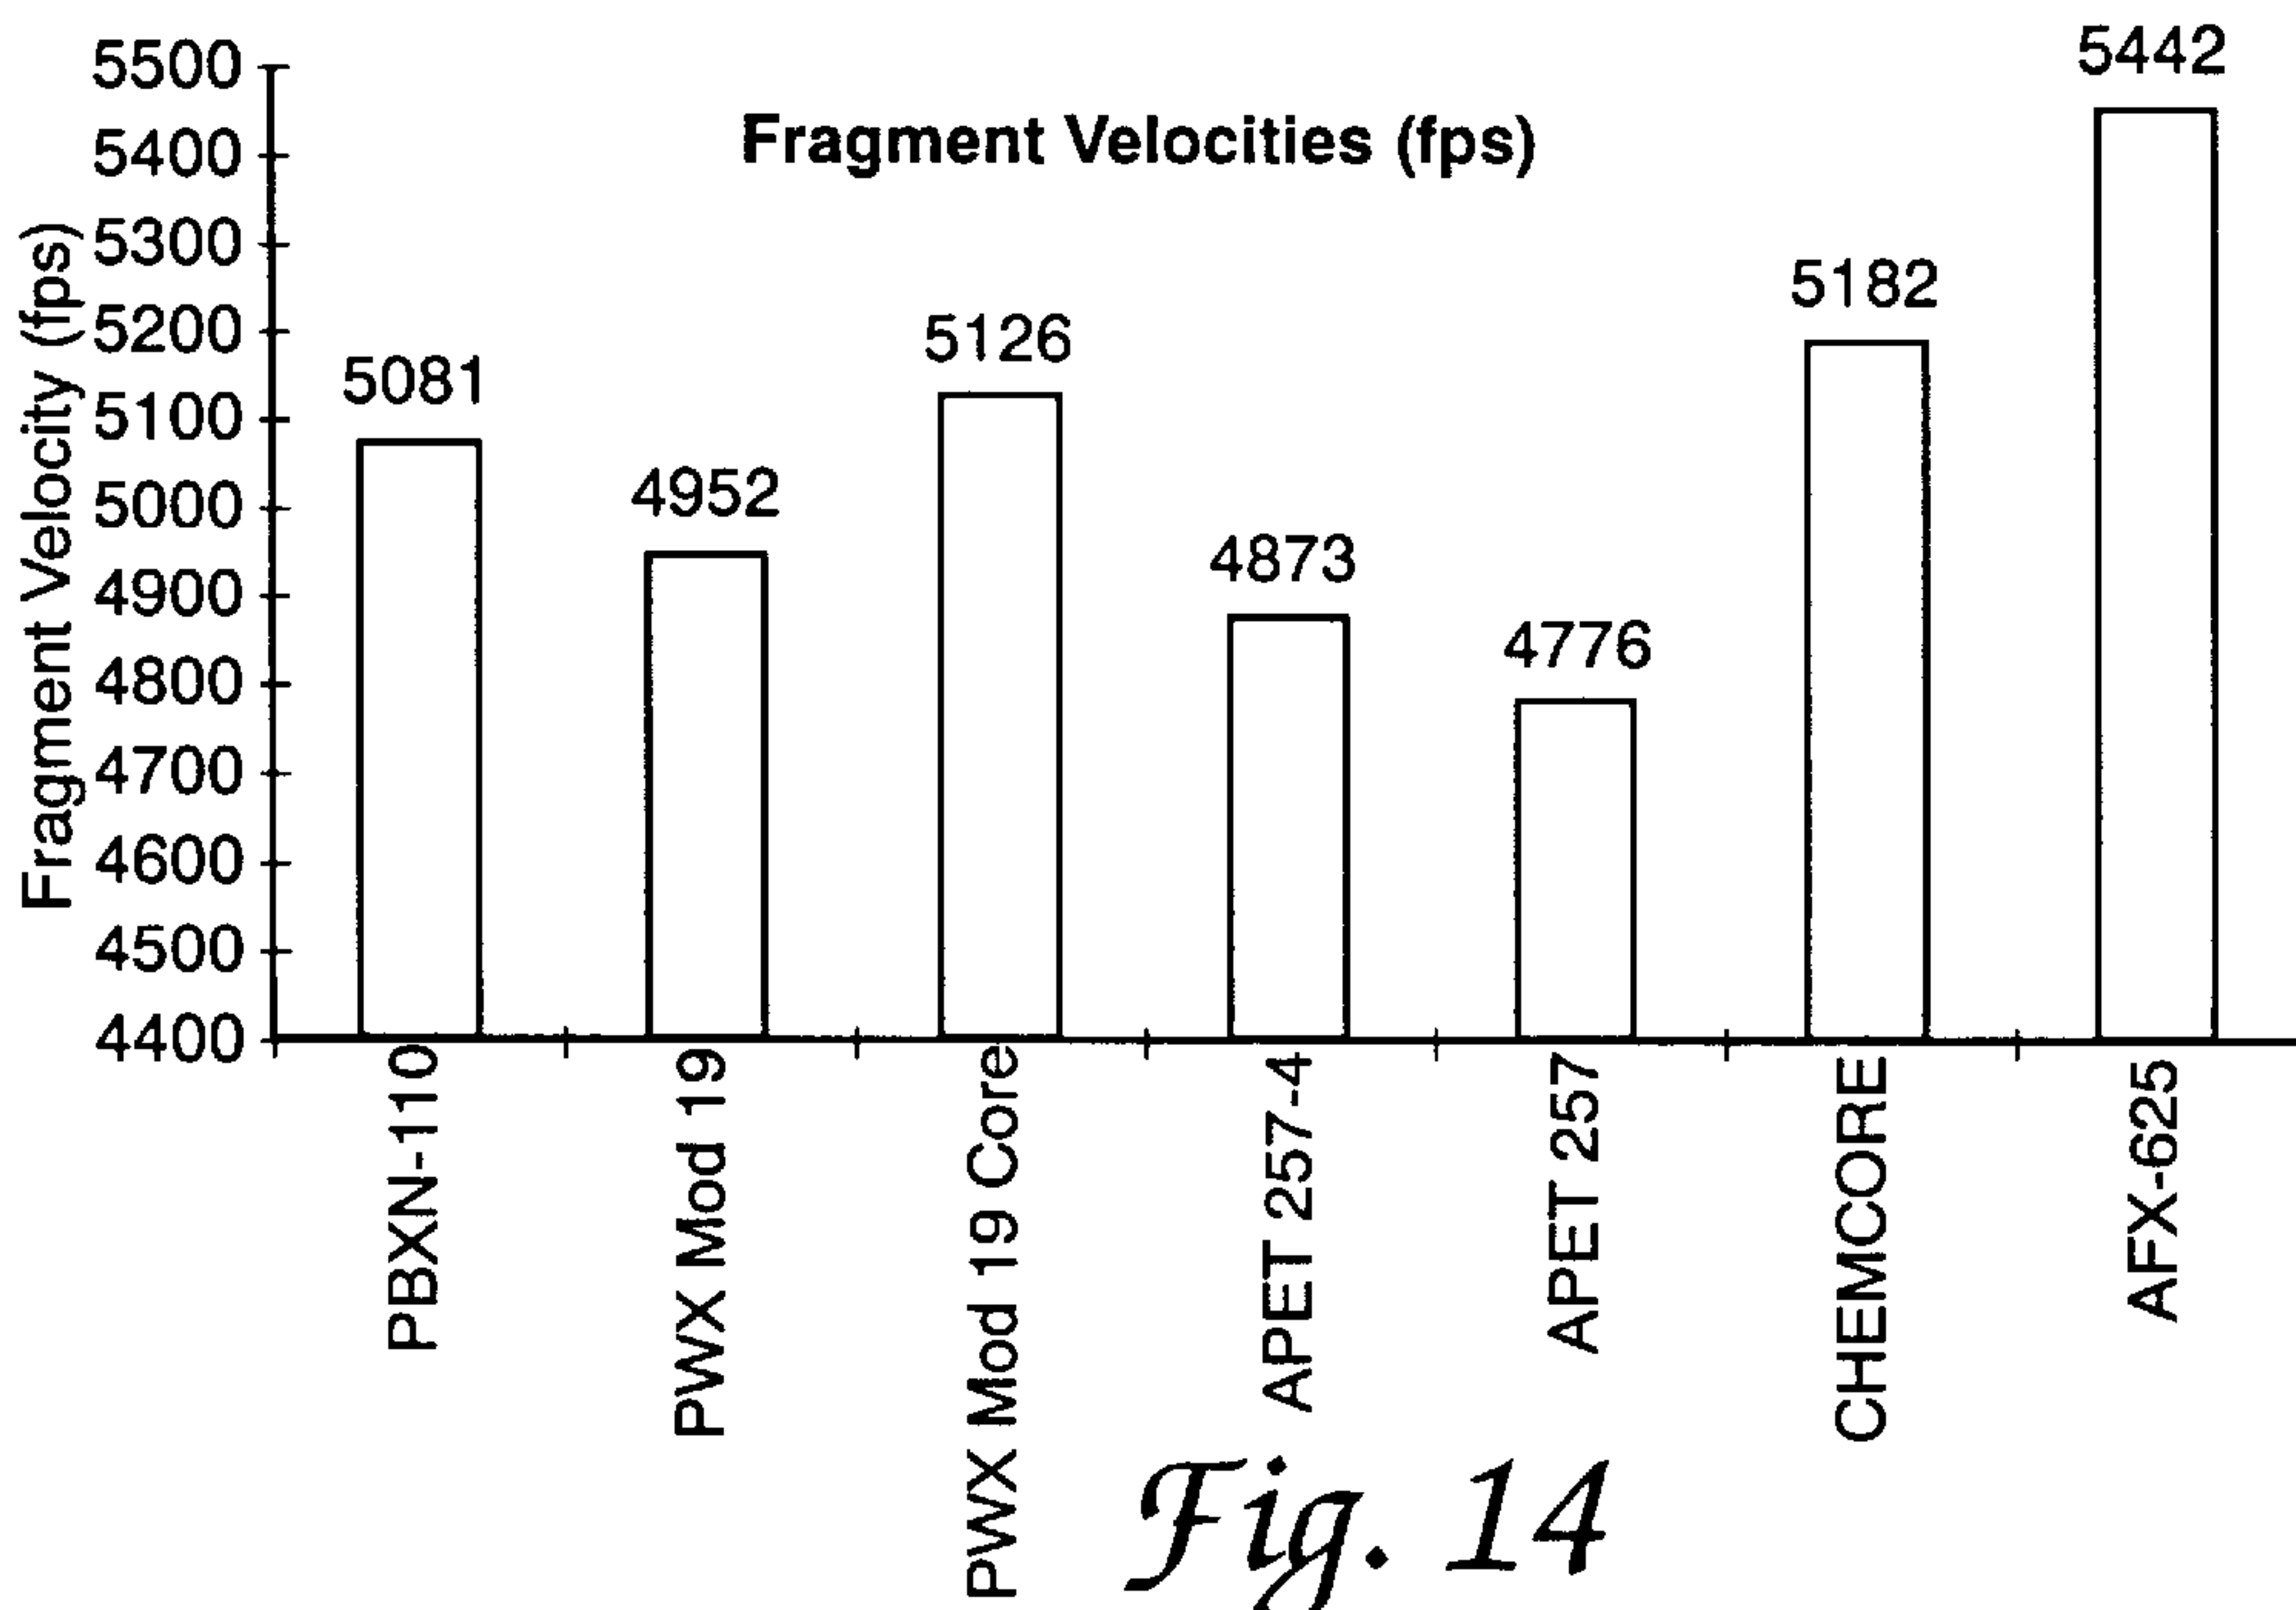 Fragment Velocities (fps)
Fragment Velocity (fps)
5500
5400
5300
5200
5100
5000
4900
4800
4700
4600
4500
4400
5081
4952
5126
4873
4776
5182
5442
PBXN-110
PWX Mod 19
PWX Mod 19 Core
APET 257-4
APET 257
CHEMCORE
AFX-625
Fig. 14